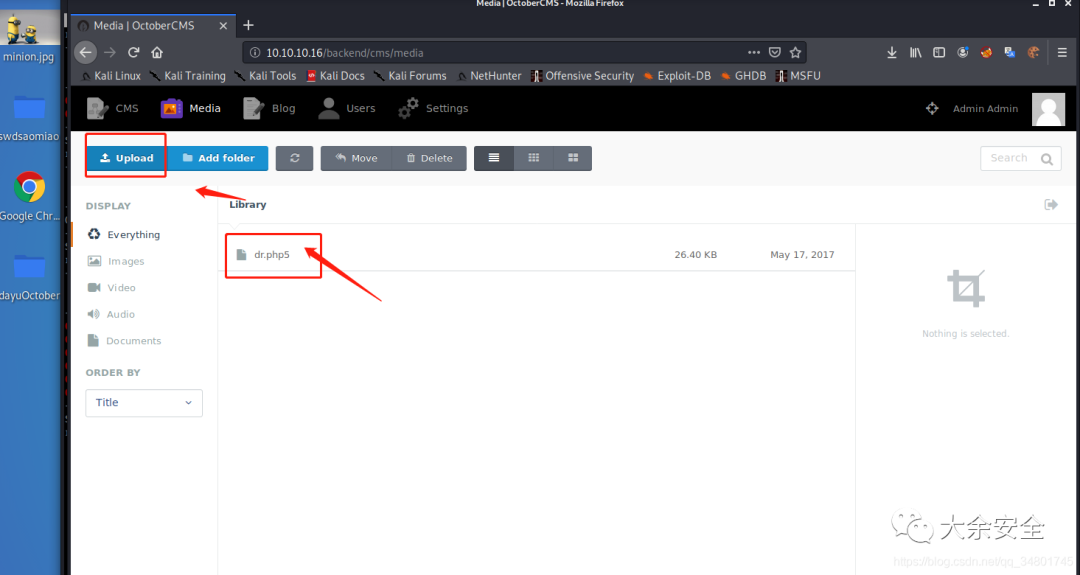 Media | OctoberCMS - Mozilla Firefox
Media | OctoberCMS
10.10.10.16/backend/cms/media
Kali Linux Kali Training Kali Tools Kali Docs Kali Forums NetHunter Offensive Security Exploit-DB GHDB MSFU
CMS Media Blog Users Settings Admin Admin
Upload Add folder Move Delete Search
DISPLAY
Library
Everything
dr.php5 26.40 KB May 17, 2017
Images
Video
Audio
Documents
Nothing is selected.
ORDER BY
Title
minion.jpg
swdsaomiao
Google Chr...
dayuOctober
大余安全
https://blog.csdn.net/qq_34801745